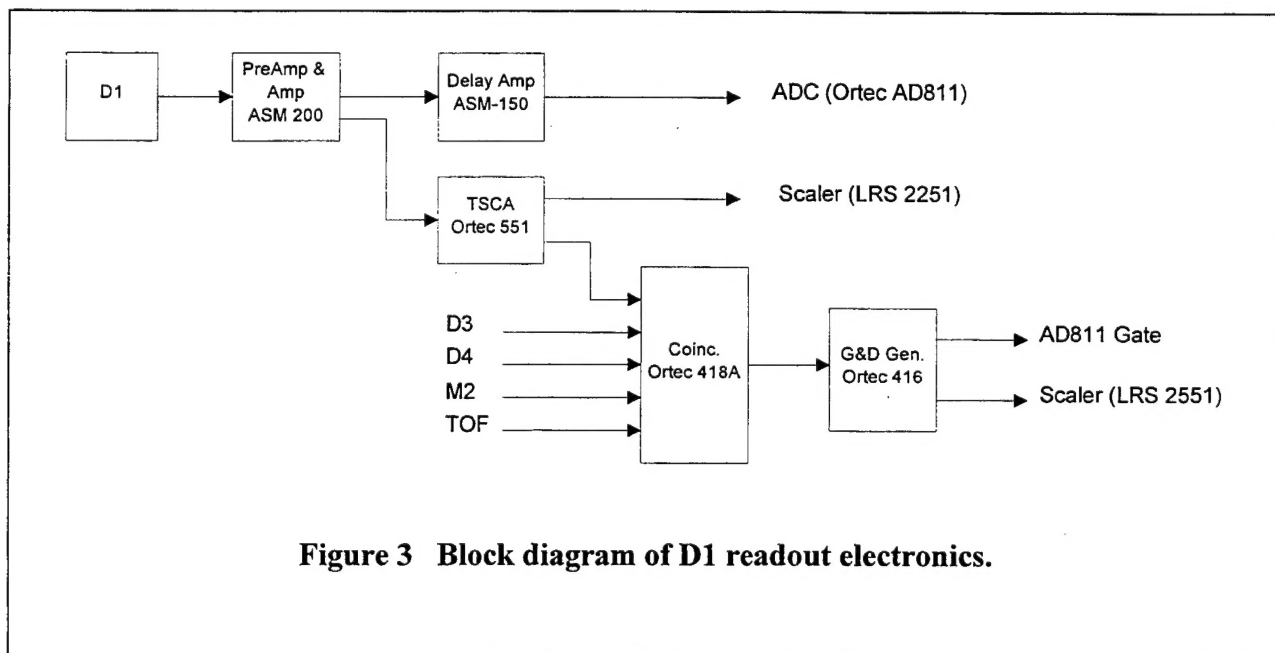 D1
PreAmp &
Amp
ASM 200
Delay Amp
ASM-150
ADC (Ortec AD811)
TSCA
Ortec 551
Scaler (LRS 2251)
D3
D4
M2
TOF
Coinc.
Ortec 418A
G&D Gen.
Ortec 416
AD811 Gate
Scaler (LRS 2551)
Figure 3 Block diagram of D1 readout electronics.